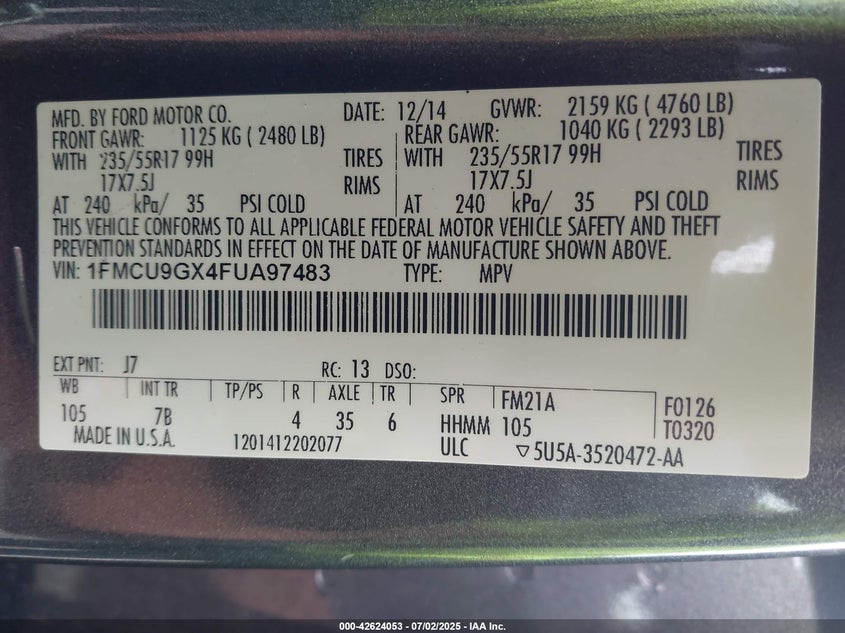 MFD. BY FORD MOTOR CO. DATE: 12/14 GVWR: 2159 KG ( 4760 LB)
FRONT GAWR: 1125 KG ( 2480 LB) REAR GAWR: 1040 KG ( 2293 LB)
WITH 235/55R17 99H TIRES WITH 235/55R17 99H TIRES
17X7.5J RIMS 17X7.5J RIMS
AT 240 kPa/ 35 PSI COLD AT 240 kPa/ 35 PSI COLD
THIS VEHICLE CONFORMS TO ALL APPLICABLE FEDERAL MOTOR VEHICLE SAFETY AND THEFT
PREVENTION STANDARDS IN EFFECT ON THE DATE OF MANUFACTURE SHOWN ABOVE.
VIN: 1FMCU9GX4FUA97483 TYPE: MPV
EXT PNT: J7 RC: 13 DSO:
WB INT TR TP/PS R AXLE TR SPR FM21A F0126
105 7B 4 35 6 HHMM 105 T0320
MADE IN U.S.A. 1201412202077 ULC ▽5U5A-3520472-AA
000-42624053 - 07/02/2025 - IAA Inc.